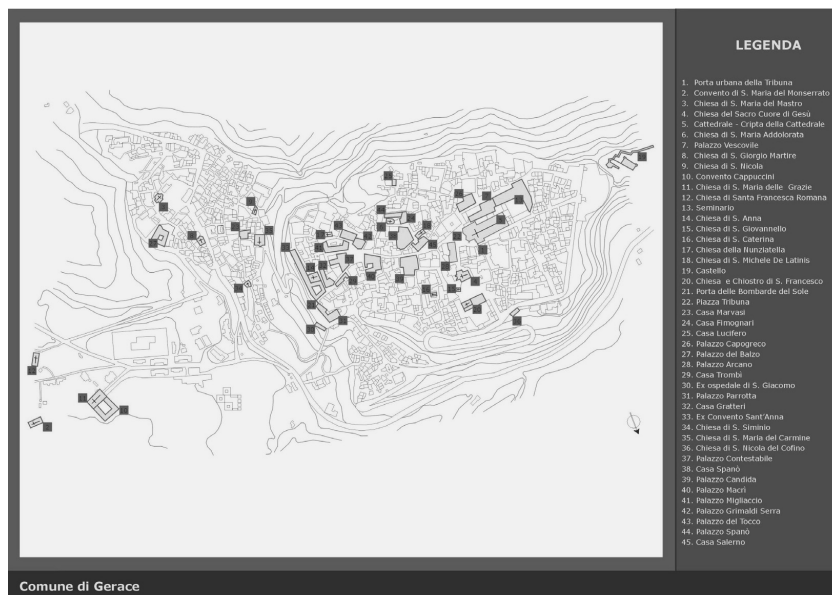 LEGENDA
1. Porta urbana della Tribuna
2. Convento di S. Maria del Monserrato
3. Chiesa di S. Maria del Mastro
4. Chiesa del Sacro Cuore di Gesù
5. Cattedrale - Cripta della Cattedrale
6. Chiesa di S. Maria Addolorata
7. Palazzo Vescovile
8. Chiesa di S. Giorgio Martire
9. Chiesa di S. Nicola
10. Convento Cappuccini
11. Chiesa di S. Maria delle Grazie
12. Chiesa di Santa Francesca Romana
13. Seminario
14. Chiesa di S. Anna
15. Chiesa di S. Giovannello
16. Chiesa di S. Caterina
17. Chiesa della Nunziatella
18. Chiesa di S. Michele De Latinis
19. Castello
20. Chiesa e Chiostro di S. Francesco
21. Porta delle Bombarde del Sole
22. Piazza Tribuna
23. Casa Marvasi
24. Casa Fimognari
25. Casa Lucifero
26. Palazzo Capogreco
27. Palazzo del Balzo
28. Palazzo Arcano
29. Casa Trombi
30. Ex ospedale di S. Giacomo
31. Palazzo Parrotta
32. Casa Gratteri
33. Ex Convento Sant'Anna
34. Chiesa di S. Siminio
35. Chiesa di S. Maria del Carmine
36. Chiesa di S. Nicola del Cofino
37. Palazzo Contestabile
38. Casa Spanò
39. Palazzo Candida
40. Palazzo Macrì
41. Palazzo Migliaccio
42. Palazzo Grimaldi Serra
43. Palazzo del Tocco
44. Palazzo Spanò
45. Casa Salerno
Comune di Gerace